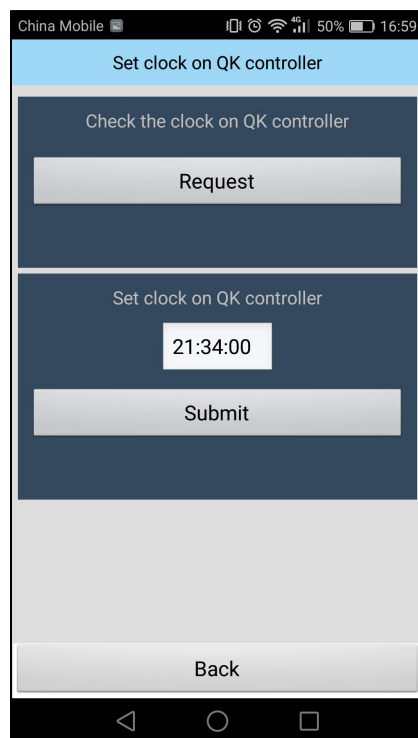 China Mobile 4G 50% 16:59
Set clock on QK controller
Check the clock on QK controller
Request
Set clock on QK controller
21:34:00
Submit
Back